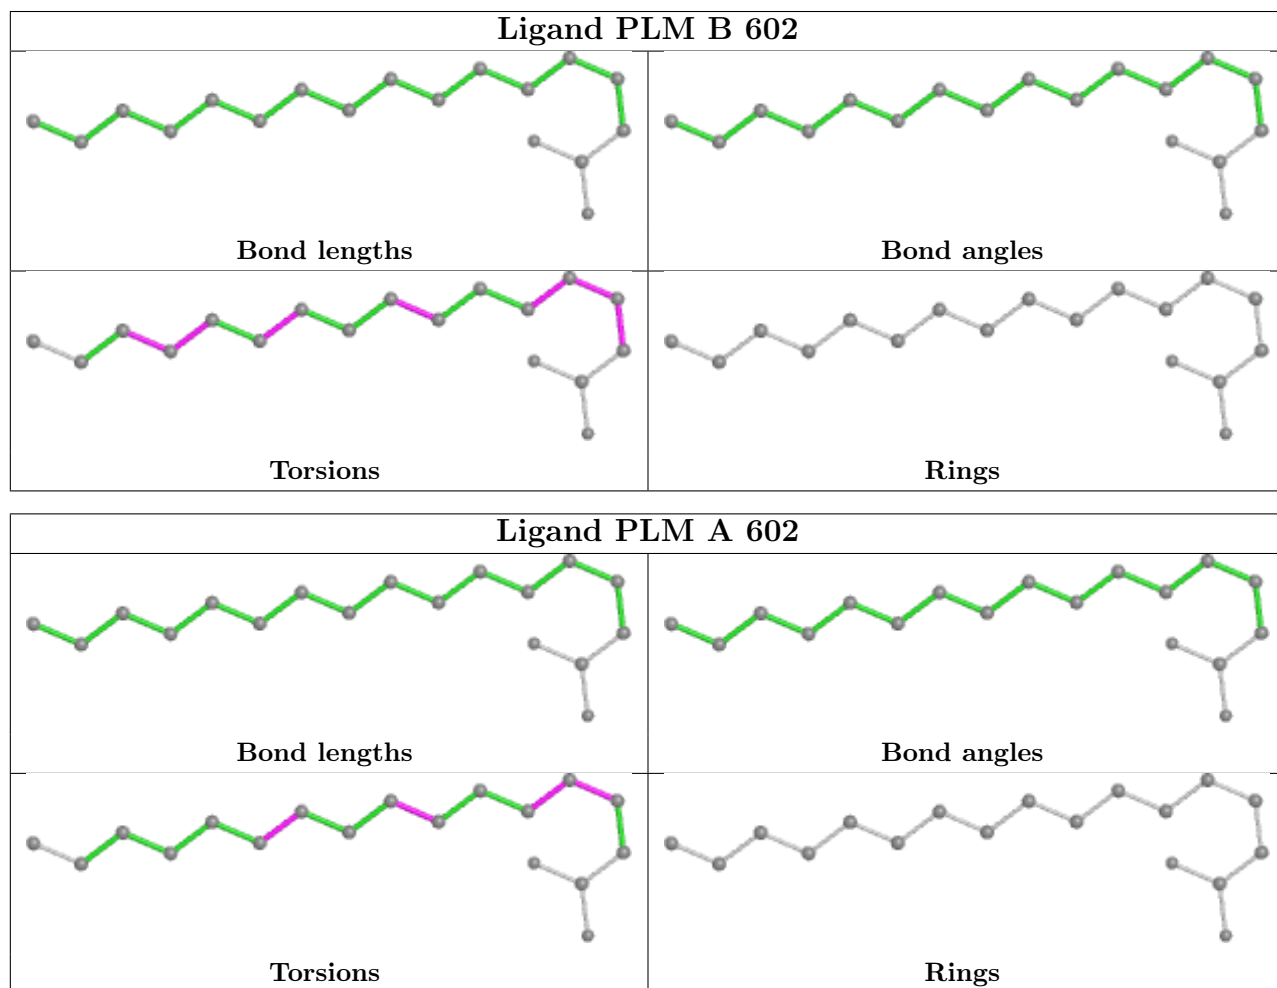 Ligand PLM B 602
Bond lengths
Bond angles
Torsions
Rings
Ligand PLM A 602
Bond lengths
Bond angles
Torsions
Rings